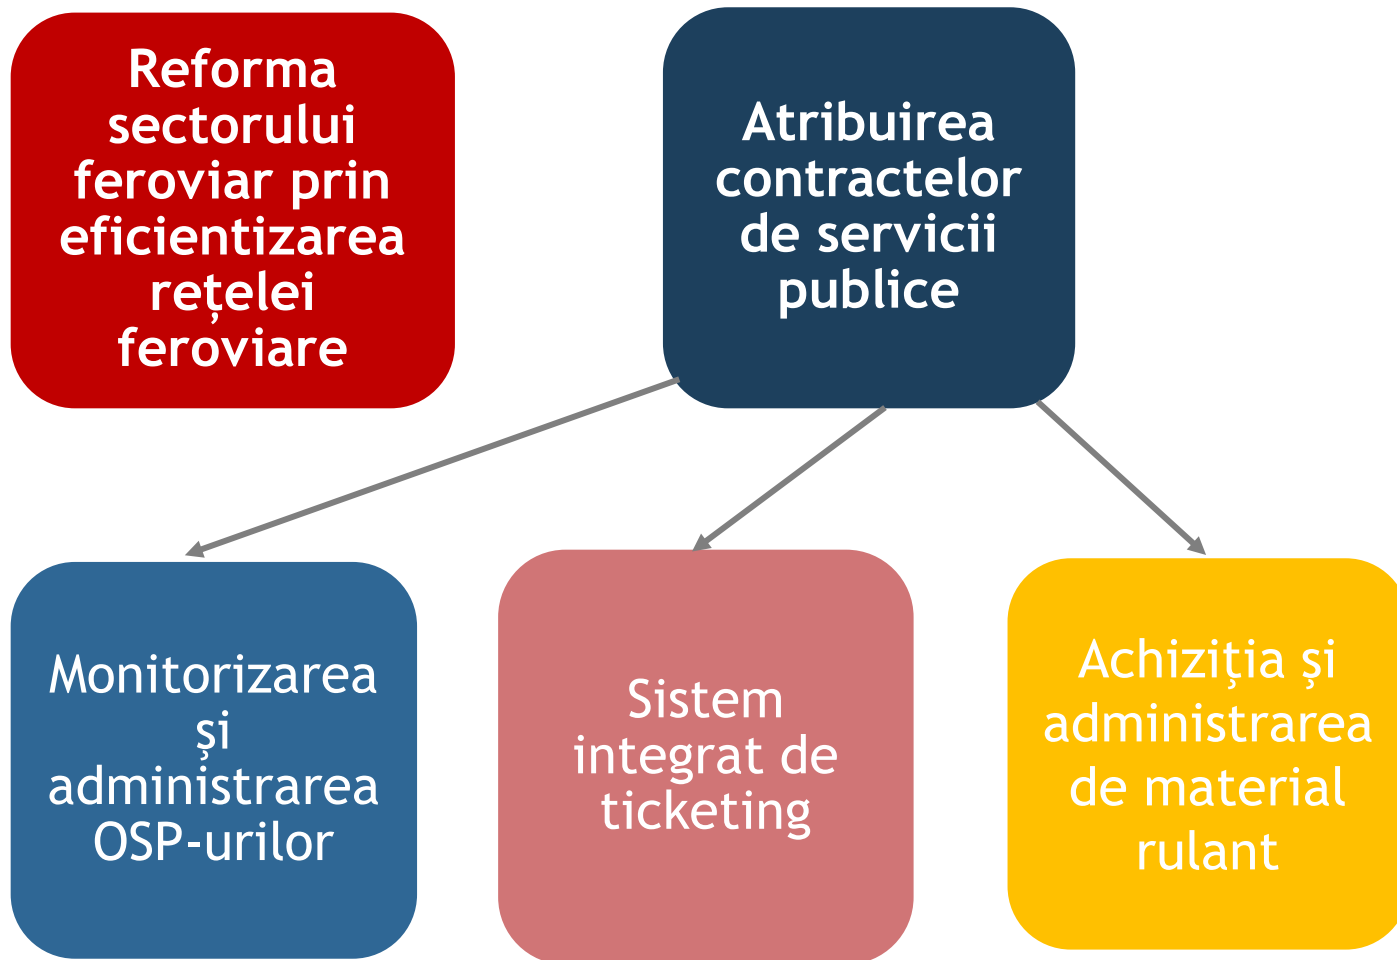 Reforma
sectorului
feroviar prin
eficientizarea
rețelei
feroviare
Atribuirea
contractelor
de servicii
publice
Monitorizarea
și
administrarea
OSP-urilor
Sistem
integrat de
ticketing
Achiziția și
administrarea
de material
rulant